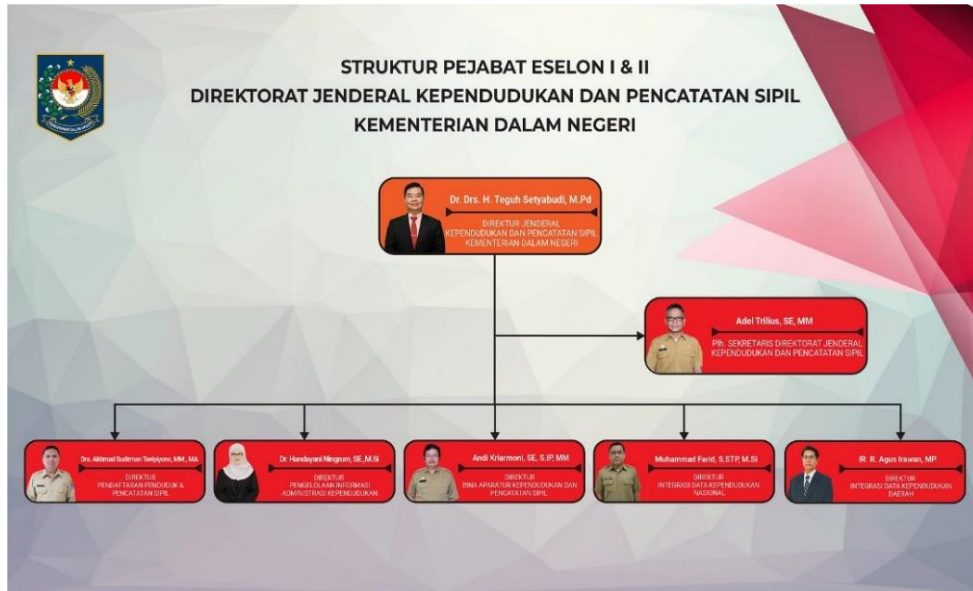 STRUKTUR PEJABAT ESELON I & II
DIREKTORAT JENDERAL KEPENDUDUKAN DAN PENCATATAN SIPIL
KEMENTERIAN DALAM NEGERI
Dr. Drs. H. Teguh Setyabudi, M.Pd
DIREKTUR JENDERAL
KEPENDUDUKAN DAN PENCATATAN SIPIL
KEMENTERIAN DALAM NEGERI
Adel Trilius, SE, MM
Plh. SEKRETARIS DIREKTORAT JENDERAL
KEPENDUDUKAN DAN PENCATATAN SIPIL
Drs. Akhmad Sudirman Tavipiyono, MM., MA
DIREKTUR
PENDAFTARAN PENDUDUK &
PENCATATAN SIPIL
Dr. Handayani Ningrum, SE.,M.Si
DIREKTUR
PENGELOLAAN INFORMASI
ADMINISTRASI KEPENDUDUKAN
Andi Kriarmoni, SE, S.IP, MM
DIREKTUR
BINA APARATUR KEPENDUDUKAN DAN
PENCATATAN SIPIL
Muhammad Farid, S.STP, M.SI
DIREKTUR
INTEGRASI DATA KEPENDUDUKAN
NASIONAL
IR. R. Agus Irawan, MP.
DIREKTUR
INTEGRASI DATA KEPENDUDUKAN
DAERAH